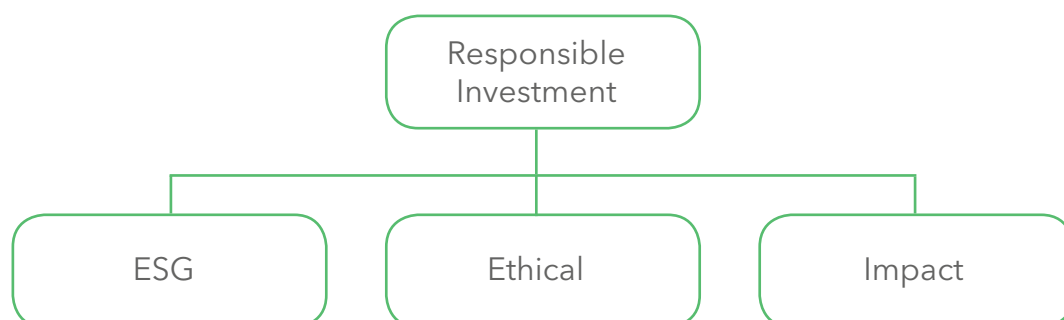 Responsible
Investment
ESG
Ethical
Impact